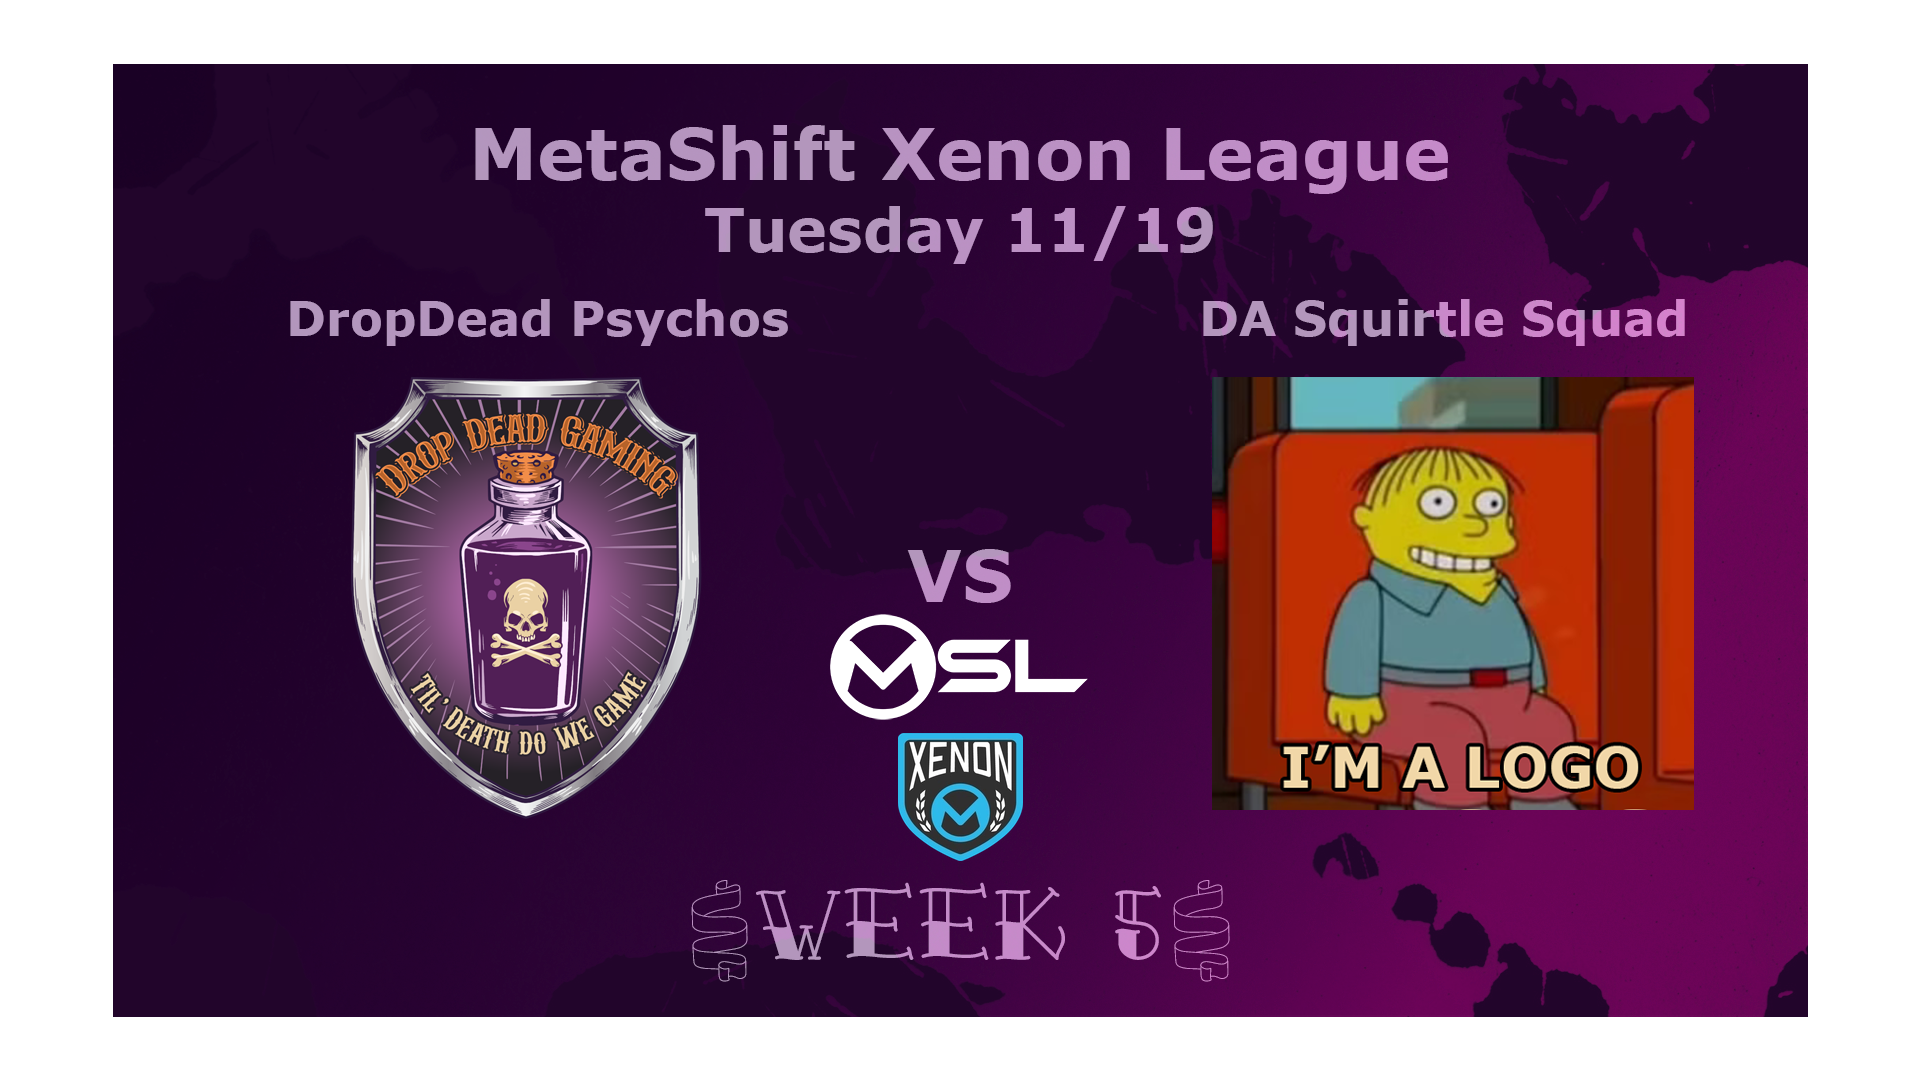 MetaShift Xenon League
Tuesday 11/19
DropDead Psychos
DA Squirtle Squad
DROP DEAD GAMING
TIL' DEATH DO WE GAME
VS
MSL
XENON
I'M A LOGO
WEEK 5